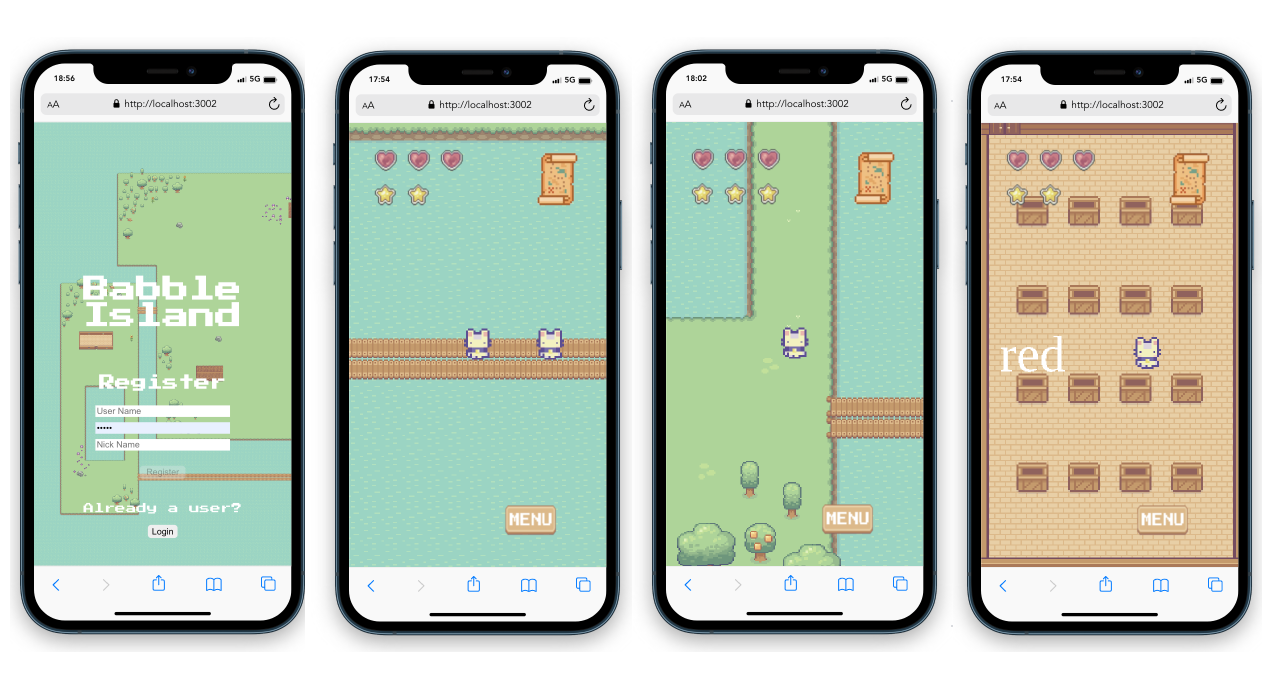 18:56
5G
AA
http://localhost:3002
Babble
Island
Register
User Name
•••••
Nick Name
Register
Already a user?
Login
17:54
5G
AA
http://localhost:3002
MENU
18:02
5G
AA
http://localhost:3002
MENU
17:54
5G
AA
http://localhost:3002
red
MENU